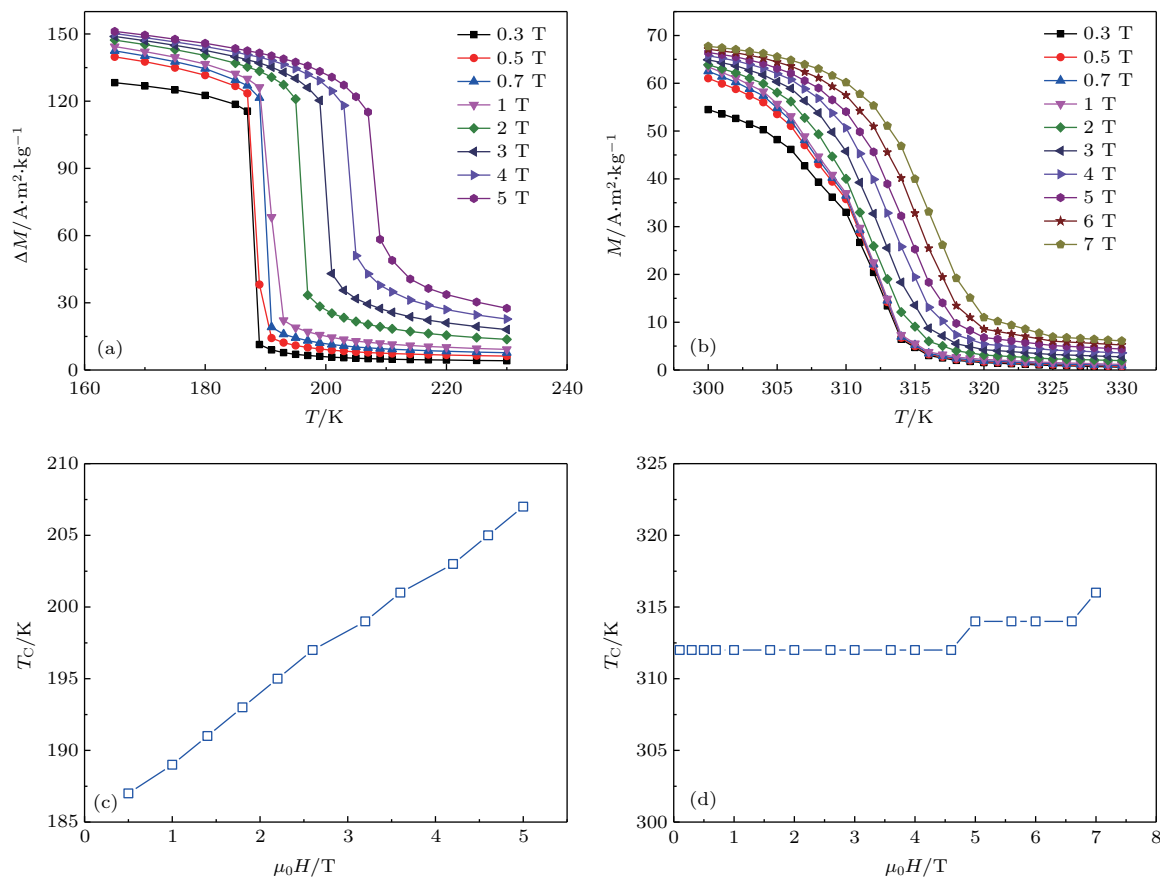 150
120
90
60
30
0
ΔM/A·m²·kg⁻¹
0.3 T
0.5 T
0.7 T
1 T
2 T
3 T
4 T
5 T
(a)
160
180
200
220
240
T/K
70
60
50
40
30
20
10
0
M/A·m²·kg⁻¹
0.3 T
0.5 T
0.7 T
1 T
2 T
3 T
4 T
5 T
6 T
7 T
(b)
300
305
310
315
320
325
330
T/K
210
205
200
195
190
185
T_C/K
(c)
0
1
2
3
4
5
μ₀H/T
325
320
315
310
305
300
T_C/K
(d)
0
1
2
3
4
5
6
7
8
μ₀H/T